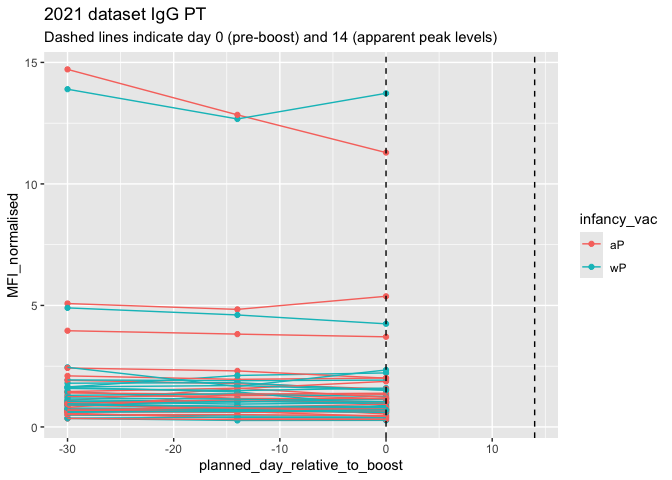 2021 dataset IgG PT
Dashed lines indicate day 0 (pre-boost) and 14 (apparent peak levels)
15
10
5
0
MFI_normalised
-30
-20
-10
0
10
planned_day_relative_to_boost
infancy_vac
aP
wP